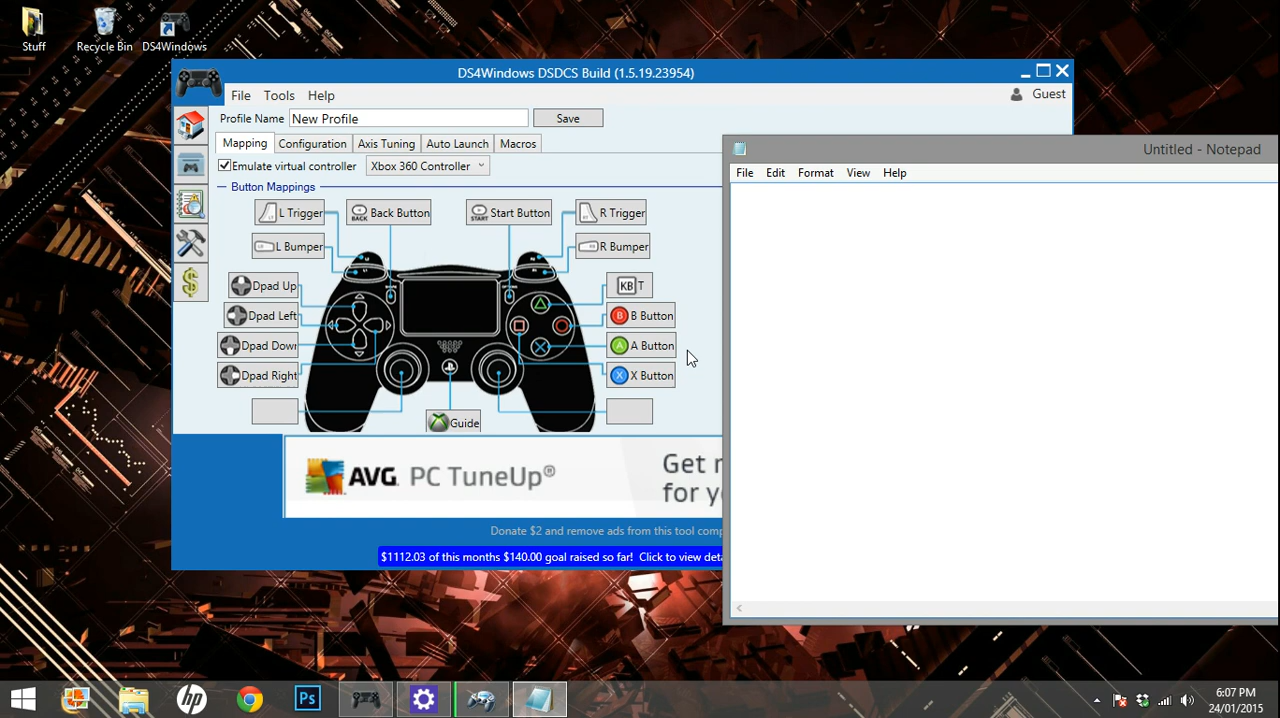 Stuff
Recycle Bin
DS4Windows
DS4Windows DSDCS Build (1.5.19.23954)
File Tools Help
Guest
Profile Name New Profile Save
Mapping Configuration Axis Tuning Auto Launch Macros
Emulate virtual controller Xbox 360 Controller
Button Mappings
L Trigger BACK Back Button START Start Button R Trigger
L Bumper R Bumper
Dpad Up KB T
Dpad Left B B Button
Dpad Down A A Button
Dpad Right X X Button
Guide
AVG. PC TuneUp®
Get
for
Donate $2 and remove ads from this tool
$1112.03 of this months $140.00 goal raised so far! Click to view
Untitled - Notepad
File Edit Format View Help
hp
Ps
6:07 PM
24/01/2015